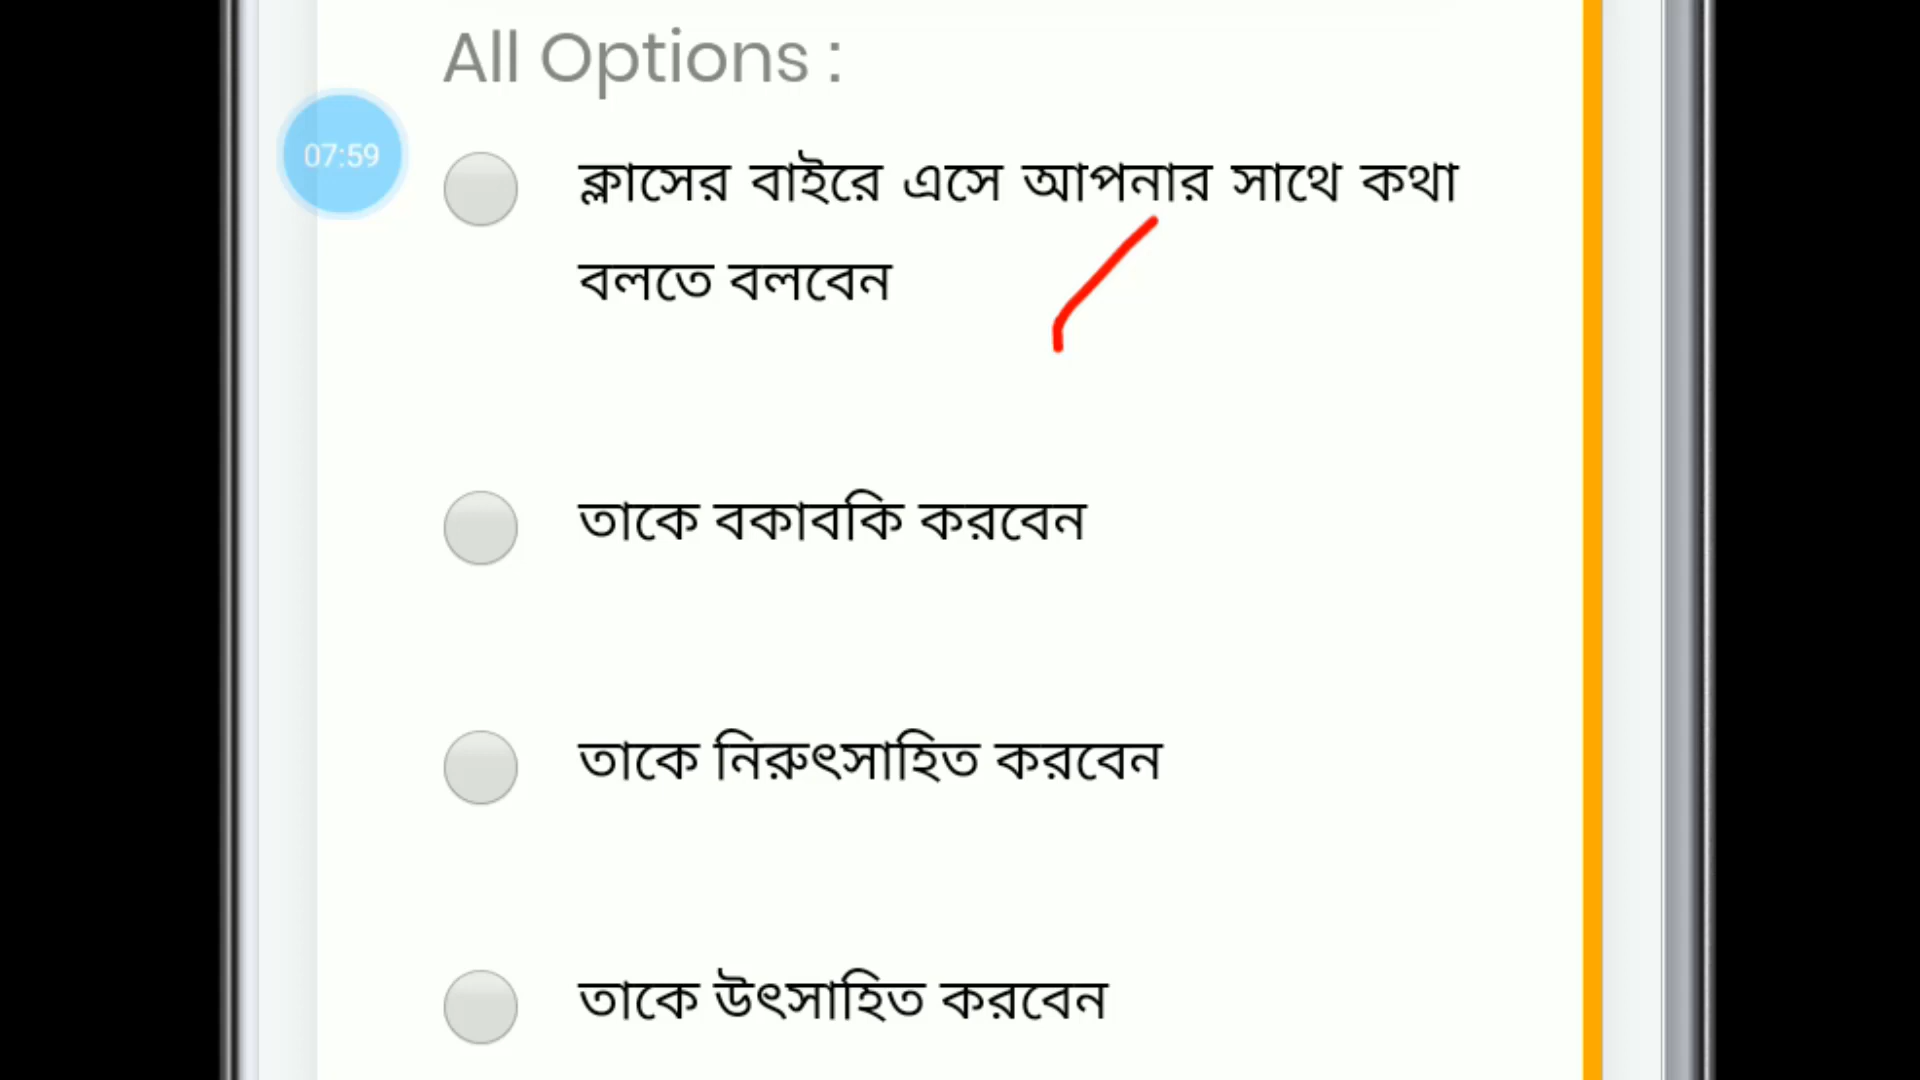 All Options :
07:59
ক্লাসের বাইরে এসে আপনার সাথে কথা
বলতে বলবেন
তাকে বকাবকি করবেন
তাকে নিরুৎসাহিত করবেন
তাকে উৎসাহিত করবেন